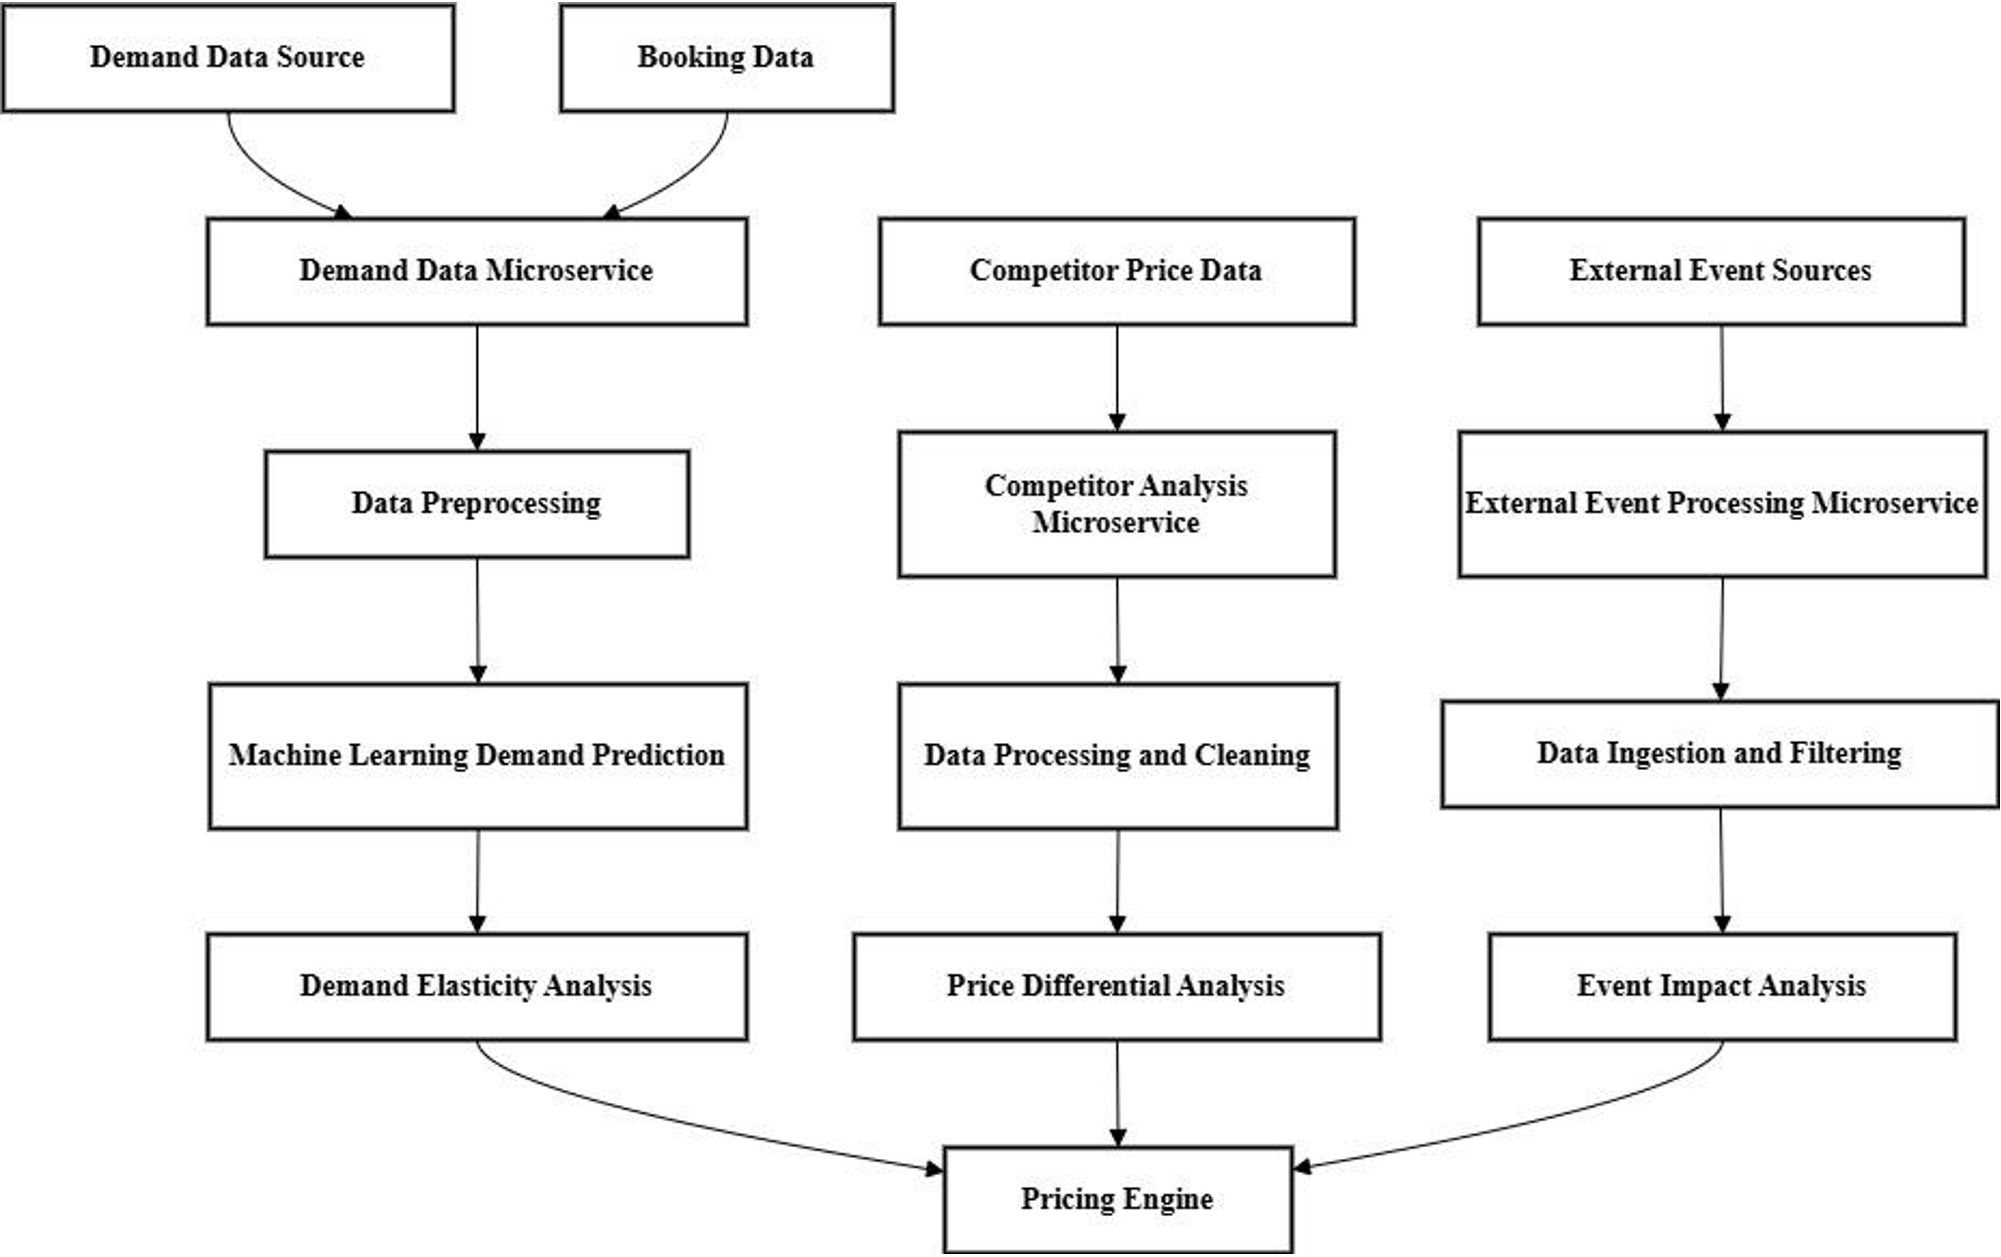 Demand Data Source
Booking Data
Demand Data Microservice
Competitor Price Data
External Event Sources
Data Preprocessing
Competitor Analysis
Microservice
External Event Processing Microservice
Machine Learning Demand Prediction
Data Processing and Cleaning
Data Ingestion and Filtering
Demand Elasticity Analysis
Price Differential Analysis
Event Impact Analysis
Pricing Engine